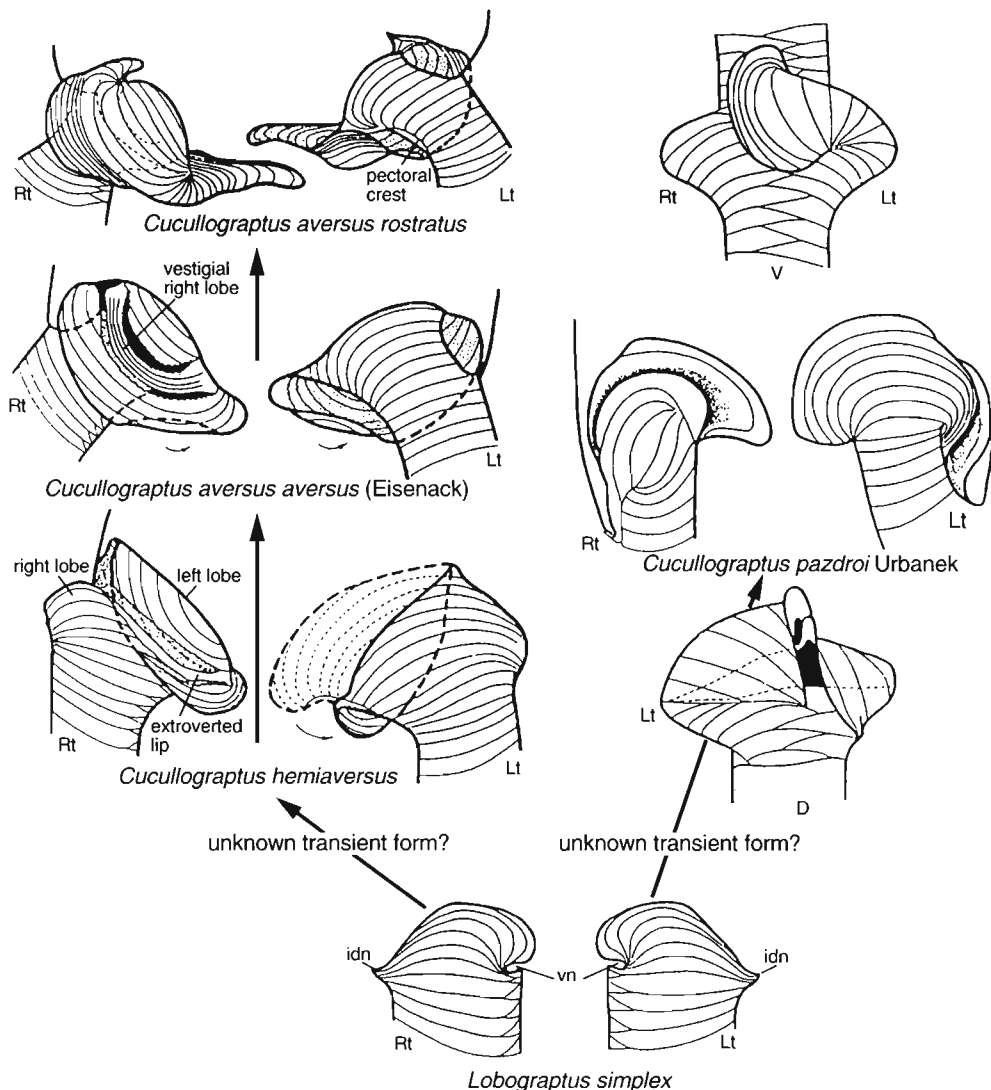 Rt
pectoral
crest
Lt
Cucullograptus aversus rostratus
Rt
Lt
V
vestigial
right lobe
Rt
Lt
Cucullograptus aversus aversus (Eisenack)
Rt
Lt
Cucullograptus pazdroi Urbanek
right lobe
left lobe
extroverted
lip
Rt
Lt
Cucullograptus hemiaversus
Lt
D
unknown transient form?
unknown transient form?
idn
vn
idn
Rt
Lt
Lobograptus simplex